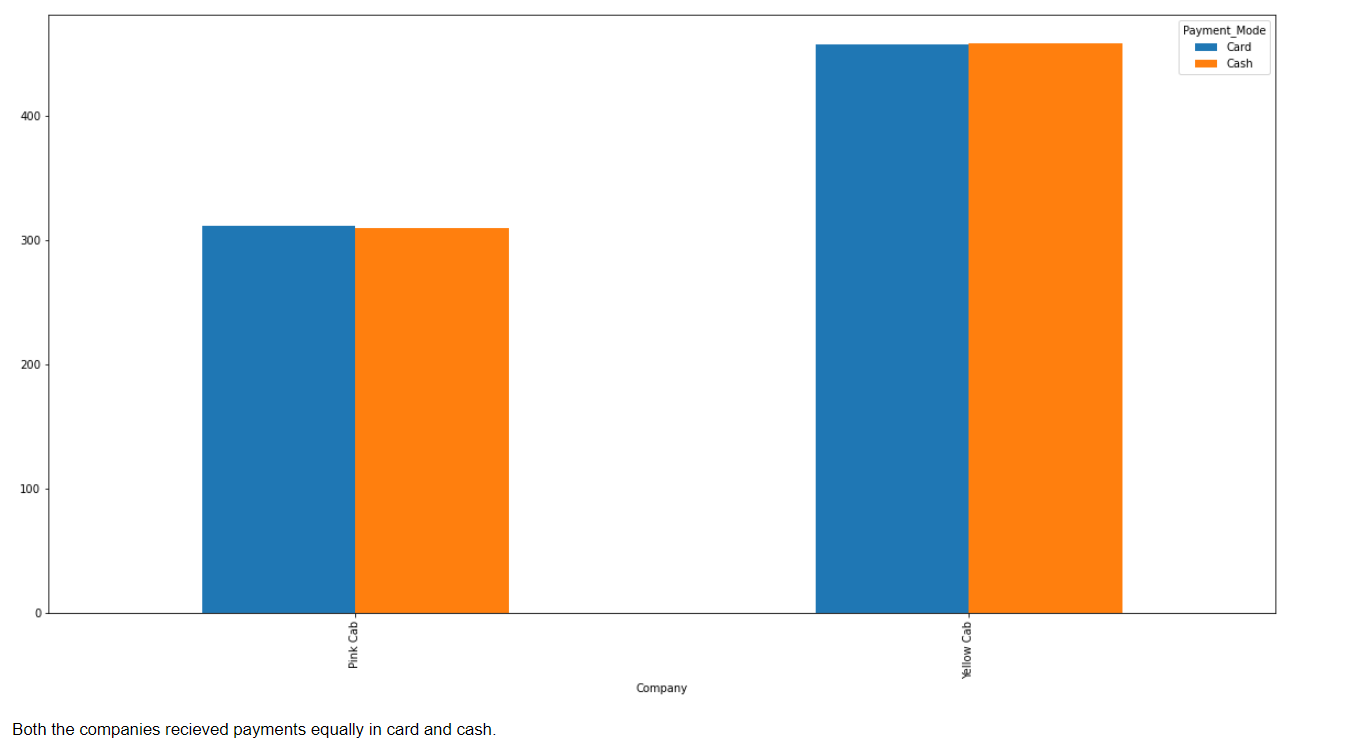 Payment_Mode
Card
Cash
400
300
200
100
0
Pink Cab
Yellow Cab
Company
Both the companies recieved payments equally in card and cash.